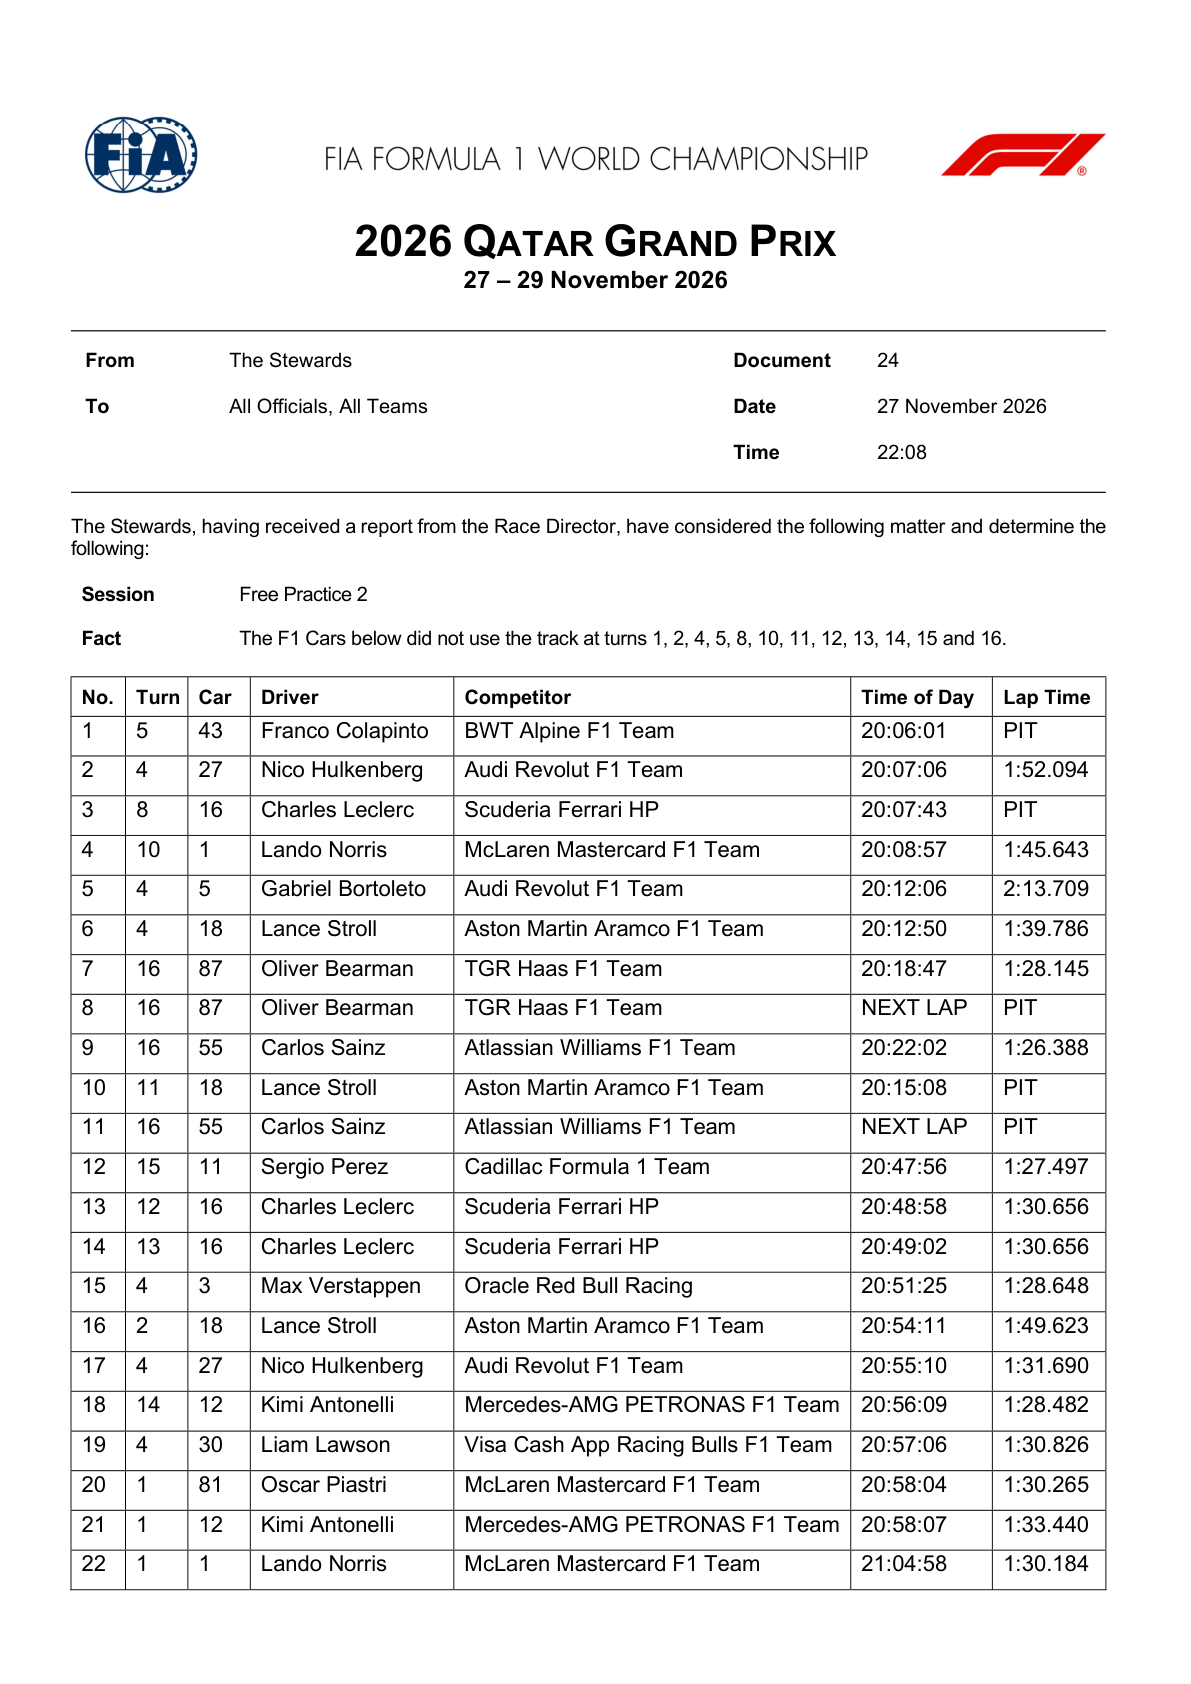 FIA
FIA FORMULA 1 WORLD CHAMPIONSHIP
F1®
2026 QATAR GRAND PRIX
27 – 29 November 2026
From The Stewards Document 24
To All Officials, All Teams Date 27 November 2026
Time 22:08
The Stewards, having received a report from the Race Director, have considered the following matter and determine the
following:
Session Free Practice 2
Fact The F1 Cars below did not use the track at turns 1, 2, 4, 5, 8, 10, 11, 12, 13, 14, 15 and 16.
No. Turn Car Driver Competitor Time of Day Lap Time
1 5 43 Franco Colapinto BWT Alpine F1 Team 20:06:01 PIT
2 4 27 Nico Hulkenberg Audi Revolut F1 Team 20:07:06 1:52.094
3 8 16 Charles Leclerc Scuderia Ferrari HP 20:07:43 PIT
4 10 1 Lando Norris McLaren Mastercard F1 Team 20:08:57 1:45.643
5 4 5 Gabriel Bortoleto Audi Revolut F1 Team 20:12:06 2:13.709
6 4 18 Lance Stroll Aston Martin Aramco F1 Team 20:12:50 1:39.786
7 16 87 Oliver Bearman TGR Haas F1 Team 20:18:47 1:28.145
8 16 87 Oliver Bearman TGR Haas F1 Team NEXT LAP PIT
9 16 55 Carlos Sainz Atlassian Williams F1 Team 20:22:02 1:26.388
10 11 18 Lance Stroll Aston Martin Aramco F1 Team 20:15:08 PIT
11 16 55 Carlos Sainz Atlassian Williams F1 Team NEXT LAP PIT
12 15 11 Sergio Perez Cadillac Formula 1 Team 20:47:56 1:27.497
13 12 16 Charles Leclerc Scuderia Ferrari HP 20:48:58 1:30.656
14 13 16 Charles Leclerc Scuderia Ferrari HP 20:49:02 1:30.656
15 4 3 Max Verstappen Oracle Red Bull Racing 20:51:25 1:28.648
16 2 18 Lance Stroll Aston Martin Aramco F1 Team 20:54:11 1:49.623
17 4 27 Nico Hulkenberg Audi Revolut F1 Team 20:55:10 1:31.690
18 14 12 Kimi Antonelli Mercedes-AMG PETRONAS F1 Team 20:56:09 1:28.482
19 4 30 Liam Lawson Visa Cash App Racing Bulls F1 Team 20:57:06 1:30.826
20 1 81 Oscar Piastri McLaren Mastercard F1 Team 20:58:04 1:30.265
21 1 12 Kimi Antonelli Mercedes-AMG PETRONAS F1 Team 20:58:07 1:33.440
22 1 1 Lando Norris McLaren Mastercard F1 Team 21:04:58 1:30.184